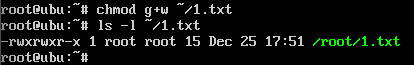 root@ubu:~# chmod g+w ~/1.txt
root@ubu:~# ls -l ~/1.txt
-rwxrwxr-x 1 root root 15 Dec 25 17:51 /root/1.txt
root@ubu:~#